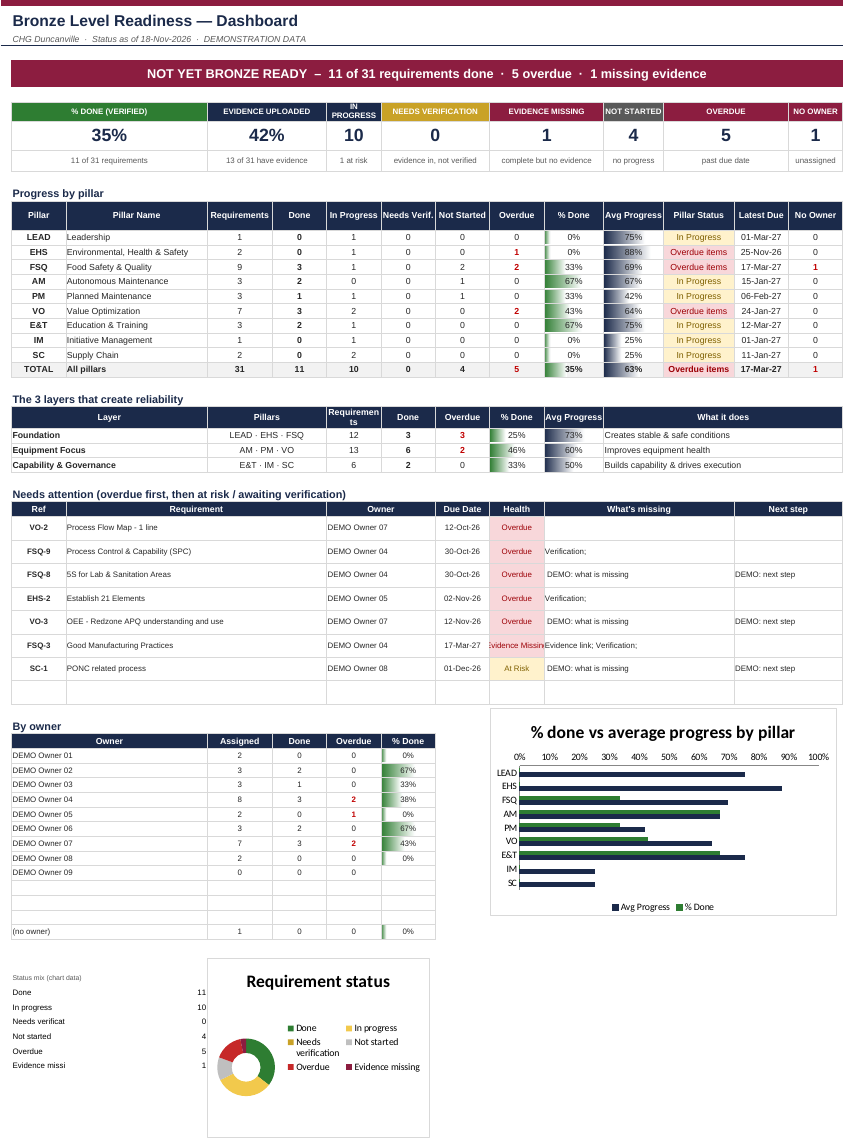 Bronze Level Readiness — Dashboard
CHG Duncanville · Status as of 18-Nov-2026 · DEMONSTRATION DATA
NOT YET BRONZE READY – 11 of 31 requirements done · 5 overdue · 1 missing evidence
% DONE (VERIFIED) EVIDENCE UPLOADED IN PROGRESS NEEDS VERIFICATION EVIDENCE MISSING NOT STARTED OVERDUE NO OWNER
35% 42% 10 0 1 4 5 1
11 of 31 requirements 13 of 31 have evidence 1 at risk evidence in, not verified complete but no evidence no progress past due date unassigned
Progress by pillar
Pillar Pillar Name Requirements Done In Progress Needs Verif. Not Started Overdue % Done Avg Progress Pillar Status Latest Due No Owner
LEAD Leadership 1 0 1 0 0 0 0% 75% In Progress 01-Mar-27 0
EHS Environmental, Health & Safety 2 0 1 0 0 1 0% 88% Overdue items 25-Nov-26 0
FSQ Food Safety & Quality 9 3 1 0 2 2 33% 69% Overdue items 17-Mar-27 1
AM Autonomous Maintenance 3 2 0 0 1 0 67% 67% In Progress 15-Jan-27 0
PM Planned Maintenance 3 1 1 0 1 0 33% 42% In Progress 06-Feb-27 0
VO Value Optimization 7 3 2 0 0 2 43% 64% Overdue items 24-Jan-27 0
E&T Education & Training 3 2 1 0 0 0 67% 75% In Progress 12-Mar-27 0
IM Initiative Management 1 0 1 0 0 0 0% 25% In Progress 01-Jan-27 0
SC Supply Chain 2 0 2 0 0 0 0% 25% In Progress 11-Jan-27 0
TOTAL All pillars 31 11 10 0 4 5 35% 63% Overdue items 17-Mar-27 1
The 3 layers that create reliability
Layer Pillars Requirements Done Overdue % Done Avg Progress What it does
Foundation LEAD · EHS · FSQ 12 3 3 25% 73% Creates stable & safe conditions
Equipment Focus AM · PM · VO 13 6 2 46% 60% Improves equipment health
Capability & Governance E&T · IM · SC 6 2 0 33% 50% Builds capability & drives execution
Needs attention (overdue first, then at risk / awaiting verification)
Ref Requirement Owner Due Date Health What's missing Next step
VO-2 Process Flow Map - 1 line DEMO Owner 07 12-Oct-26 Overdue
FSQ-9 Process Control & Capability (SPC) DEMO Owner 04 30-Oct-26 Overdue Verification;
FSQ-8 5S for Lab & Sanitation Areas DEMO Owner 04 30-Oct-26 Overdue DEMO: what is missing DEMO: next step
EHS-2 Establish 21 Elements DEMO Owner 05 02-Nov-26 Overdue Verification;
VO-3 OEE - Redzone APQ understanding and use DEMO Owner 07 12-Nov-26 Overdue DEMO: what is missing DEMO: next step
FSQ-3 Good Manufacturing Practices DEMO Owner 04 17-Mar-27 Evidence Missing Evidence link; Verification;
SC-1 PONC related process DEMO Owner 08 01-Dec-26 At Risk DEMO: what is missing DEMO: next step
By owner
Owner Assigned Done Overdue % Done
DEMO Owner 01 2 0 0 0%
DEMO Owner 02 3 2 0 67%
DEMO Owner 03 3 1 0 33%
DEMO Owner 04 8 3 2 38%
DEMO Owner 05 2 0 1 0%
DEMO Owner 06 3 2 0 67%
DEMO Owner 07 7 3 2 43%
DEMO Owner 08 2 0 0 0%
DEMO Owner 09 0 0 0
(no owner) 1 0 0 0%
% done vs average progress by pillar
0% 10% 20% 30% 40% 50% 60% 70% 80% 90% 100%
LEAD
EHS
FSQ
AM
PM
VO
E&T
IM
SC
Avg Progress % Done
Status mix (chart data)
Done 11
In progress 10
Needs verificat 0
Not started 4
Overdue 5
Evidence missi 1
Requirement status
Done In progress
Needs verification Not started
Overdue Evidence missing